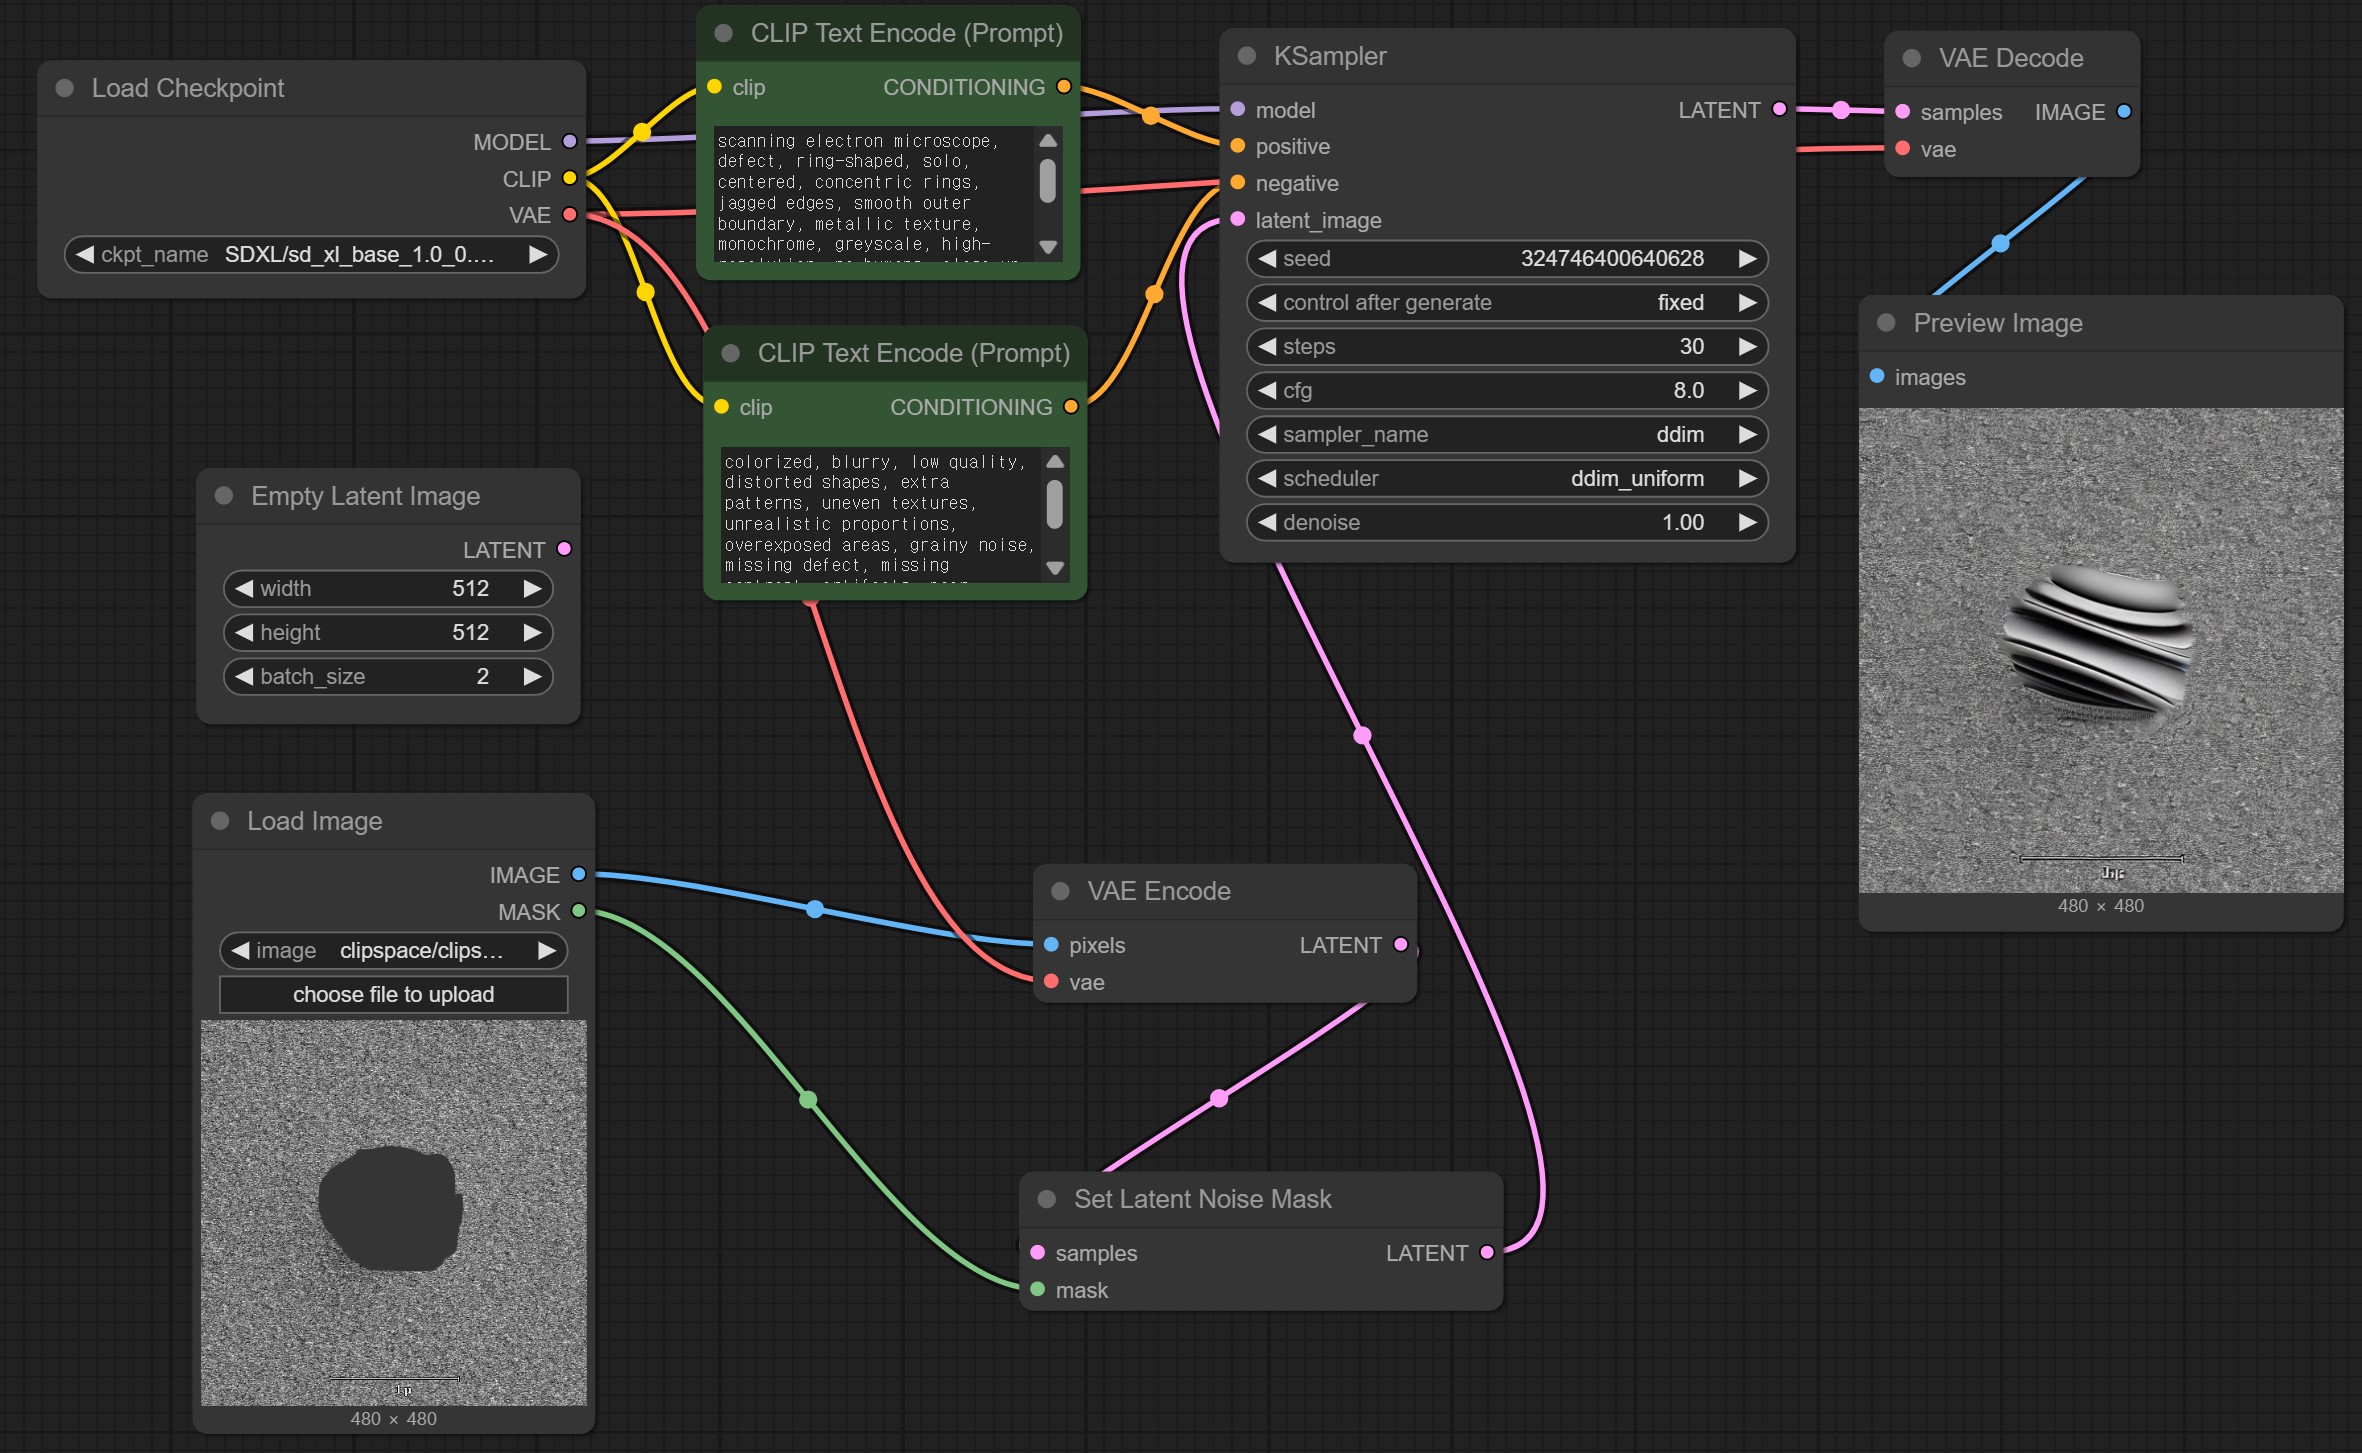 Load Checkpoint
MODEL
CLIP
VAE
ckpt_name SDXL/sd_xl_base_1.0_0....
CLIP Text Encode (Prompt)
clip CONDITIONING
scanning electron microscope,
defect, ring-shaped, solo,
centered, concentric rings,
jagged edges, smooth outer
boundary, metallic texture,
monochrome, greyscale, high-
CLIP Text Encode (Prompt)
clip CONDITIONING
colorized, blurry, low quality,
distorted shapes, extra
patterns, uneven textures,
unrealistic proportions,
overexposed areas, grainy noise,
missing defect, missing
KSampler
model LATENT
positive
negative
latent_image
seed 324746400640628
control after generate fixed
steps 30
cfg 8.0
sampler_name ddim
scheduler ddim_uniform
denoise 1.00
VAE Decode
samples IMAGE
vae
Preview Image
images
480 × 480
Empty Latent Image
LATENT
width 512
height 512
batch_size 2
Load Image
IMAGE
MASK
image clipspace/clips...
choose file to upload
1μ
480 × 480
VAE Encode
pixels LATENT
vae
Set Latent Noise Mask
samples LATENT
mask